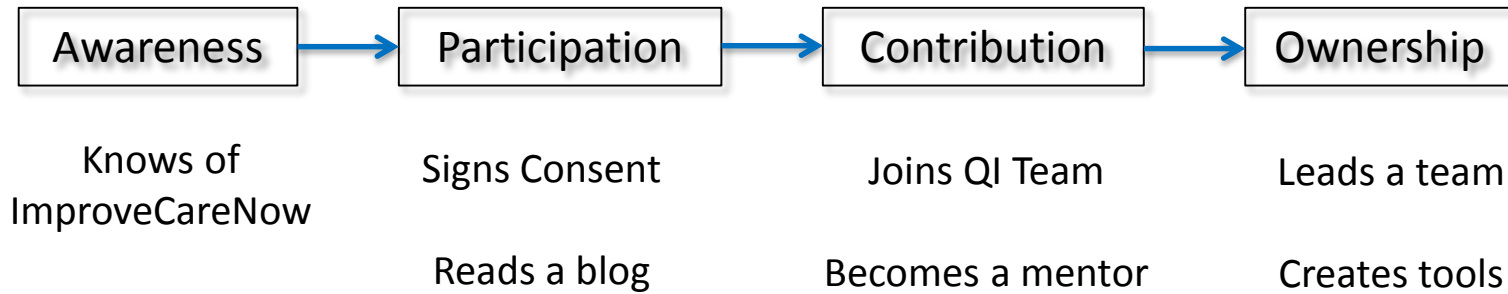 Awareness
Participation
Contribution
Ownership
Knows of
ImproveCareNow
Signs Consent
Joins QI Team
Leads a team
Reads a blog
Becomes a mentor
Creates tools